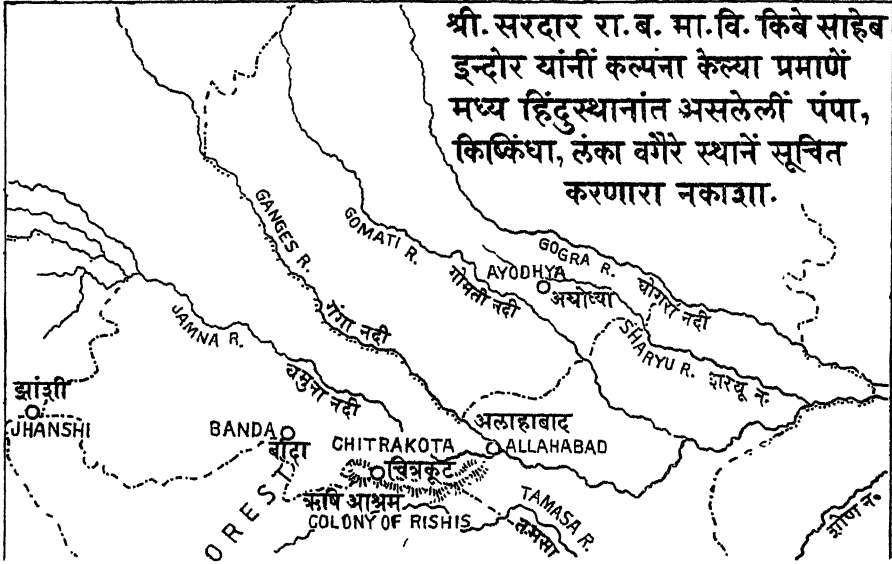 श्री. सरदार रा. ब. मा. वि. किबे साहेब
इन्दोर यांनीं कल्पना केल्या प्रमाणें
मध्य हिंदुस्थानांत असलेलीं पंपा,
किष्किंधा, लंका वगैरे स्थानें सूचित
करणारा नकाशा.
GANGES R.
गंगा नदी
GOMATI R.
गोमती नदी
GOGRA R.
घोगरा नदी
AYODHYA
अयोध्या
SHARYU R.
शरयू न.
JAMNA R.
यमुना नदी
झांशी
JHANSHI
BANDA
बांदा
अलाहाबाद
ALLAHABAD
CHITRAKOTA
चित्रकूट
ऋषि आश्रम
COLONY OF RISHIS
OREST
TAMASA R.
तमसा
शोण न.